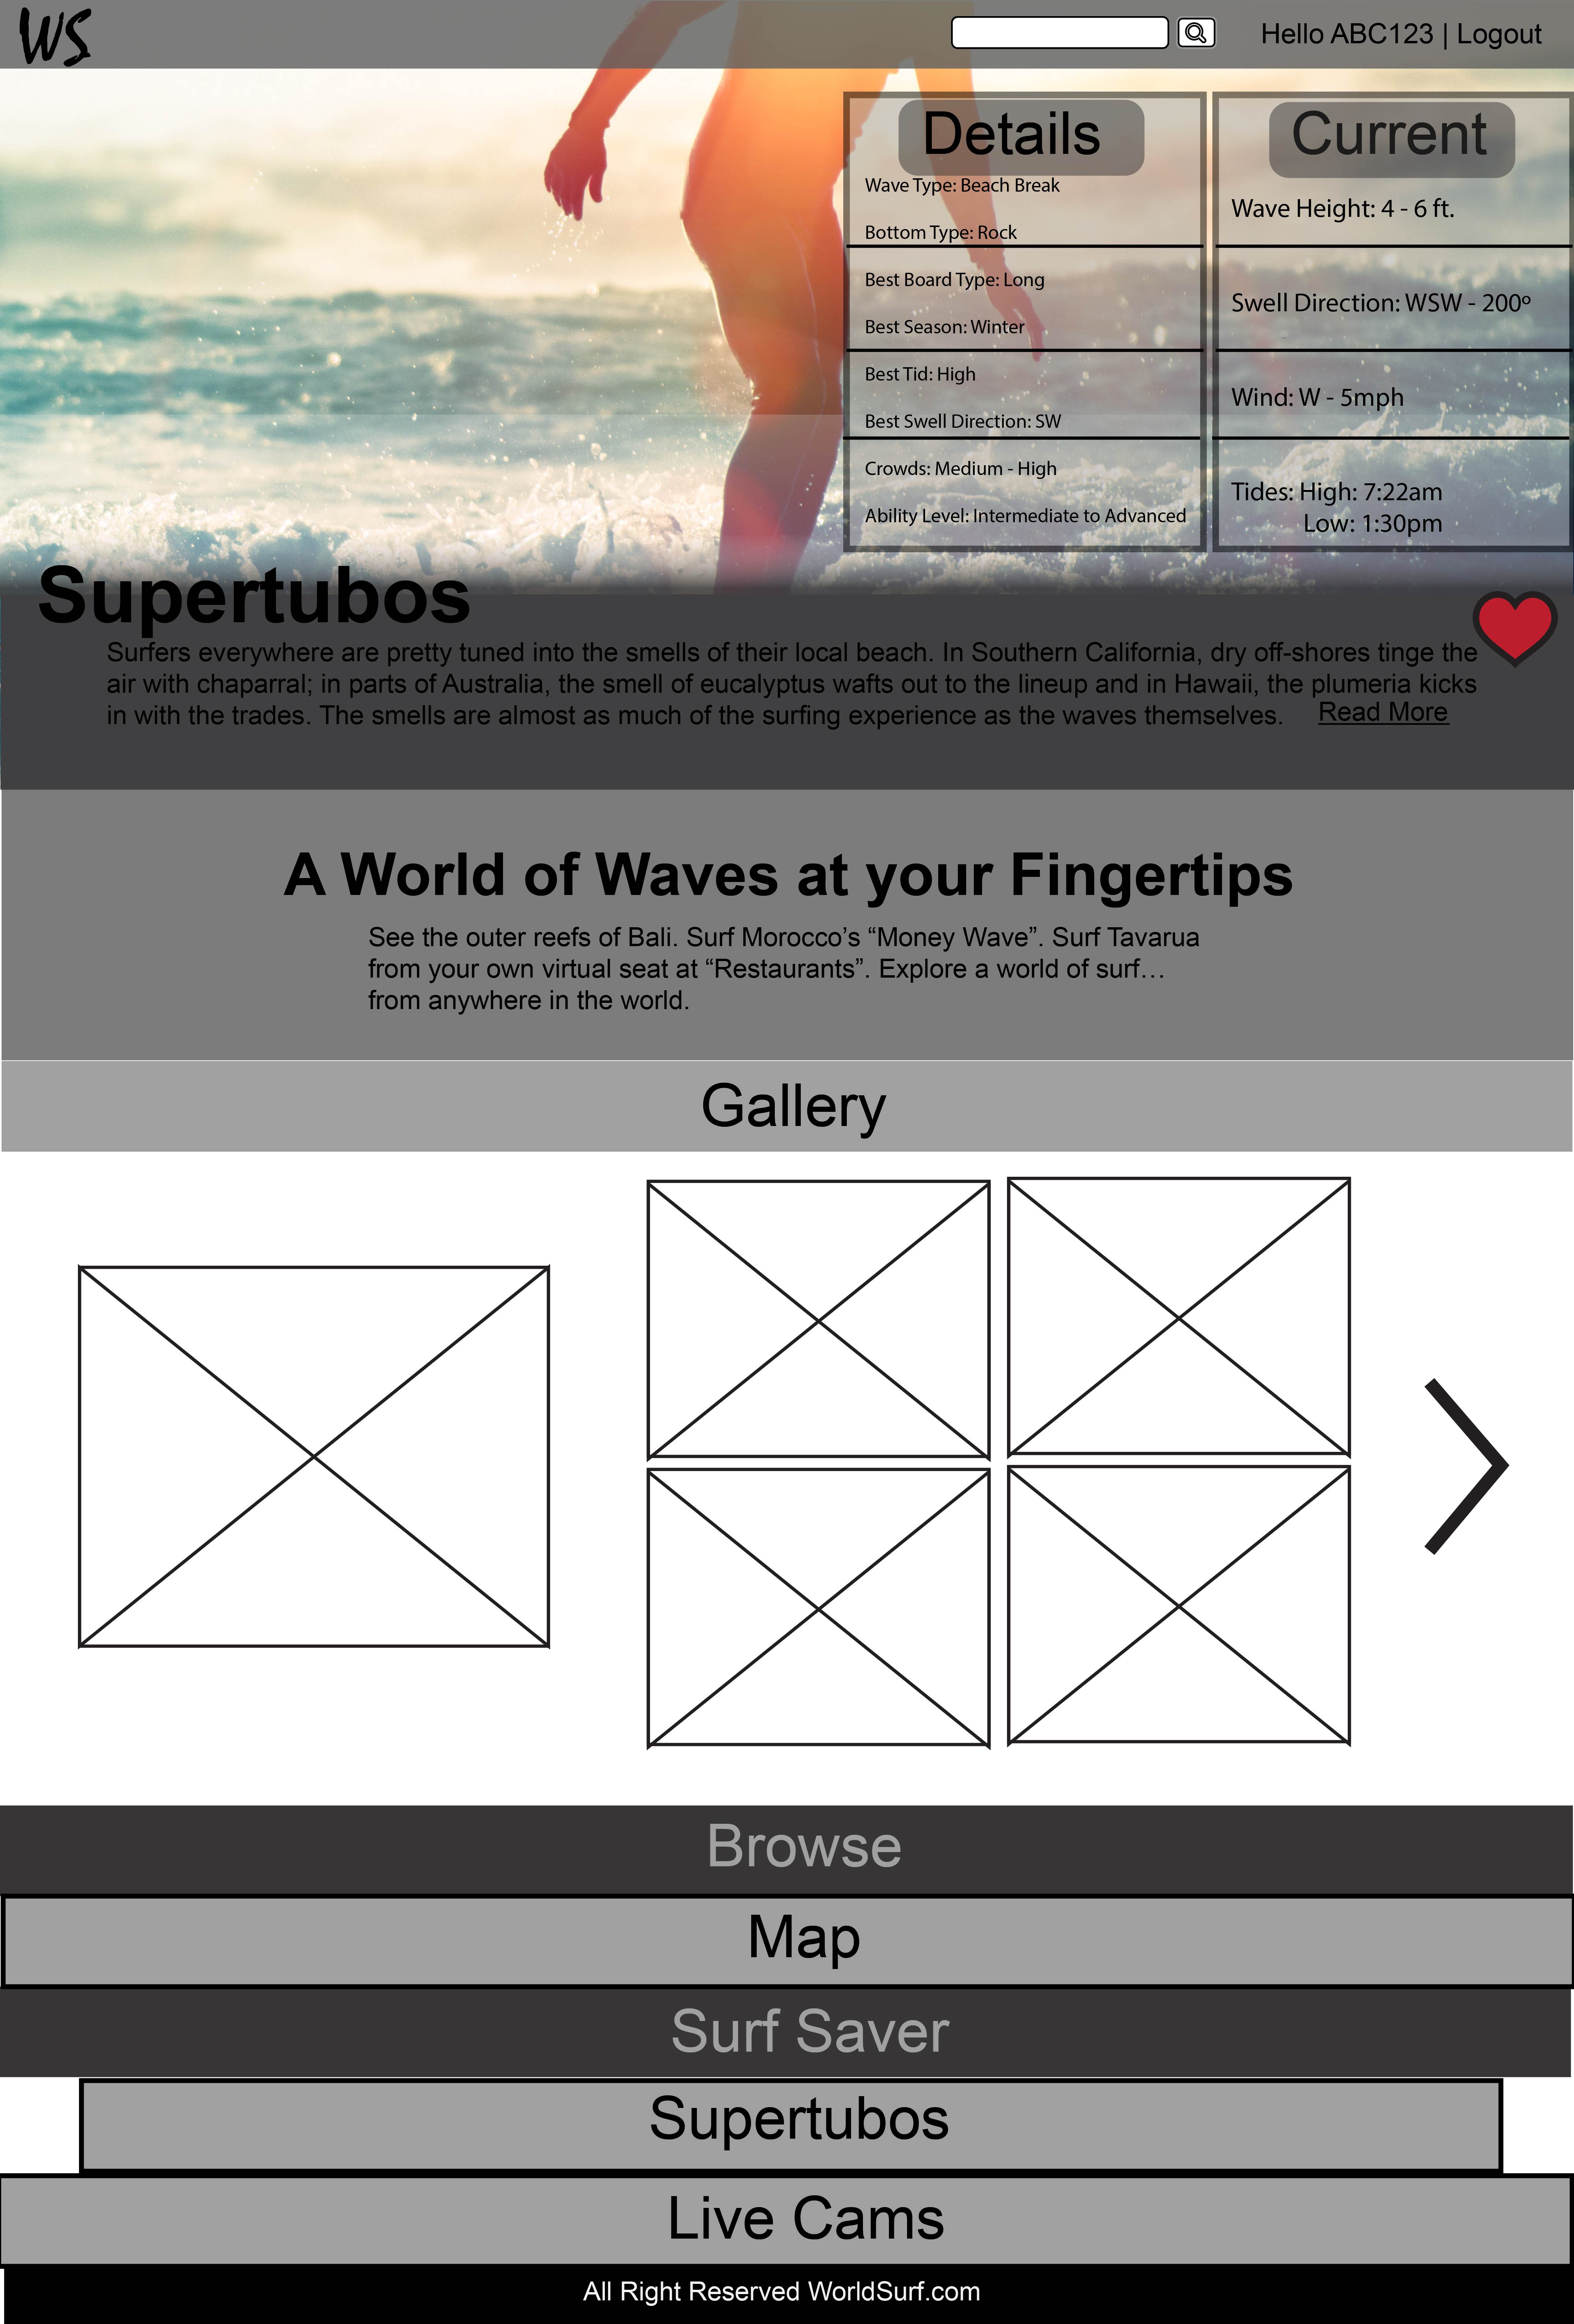 WS
Hello ABC123 | Logout
Details
Wave Type: Beach Break
Bottom Type: Rock
Best Board Type: Long
Best Season: Winter
Best Tid: High
Best Swell Direction: SW
Crowds: Medium - High
Ability Level: Intermediate to Advanced
Current
Wave Height: 4 - 6 ft.
Swell Direction: WSW - 200º
Wind: W - 5mph
Tides: High: 7:22am
Low: 1:30pm
Supertubos
Surfers everywhere are pretty tuned into the smells of their local beach. In Southern California, dry off-shores tinge the
air with chaparral; in parts of Australia, the smell of eucalyptus wafts out to the lineup and in Hawaii, the plumeria kicks
in with the trades. The smells are almost as much of the surfing experience as the waves themselves. Read More
A World of Waves at your Fingertips
See the outer reefs of Bali. Surf Morocco’s “Money Wave”. Surf Tavarua
from your own virtual seat at “Restaurants”. Explore a world of surf…
from anywhere in the world.
Gallery
Browse
Map
Surf Saver
Supertubos
Live Cams
All Right Reserved WorldSurf.com